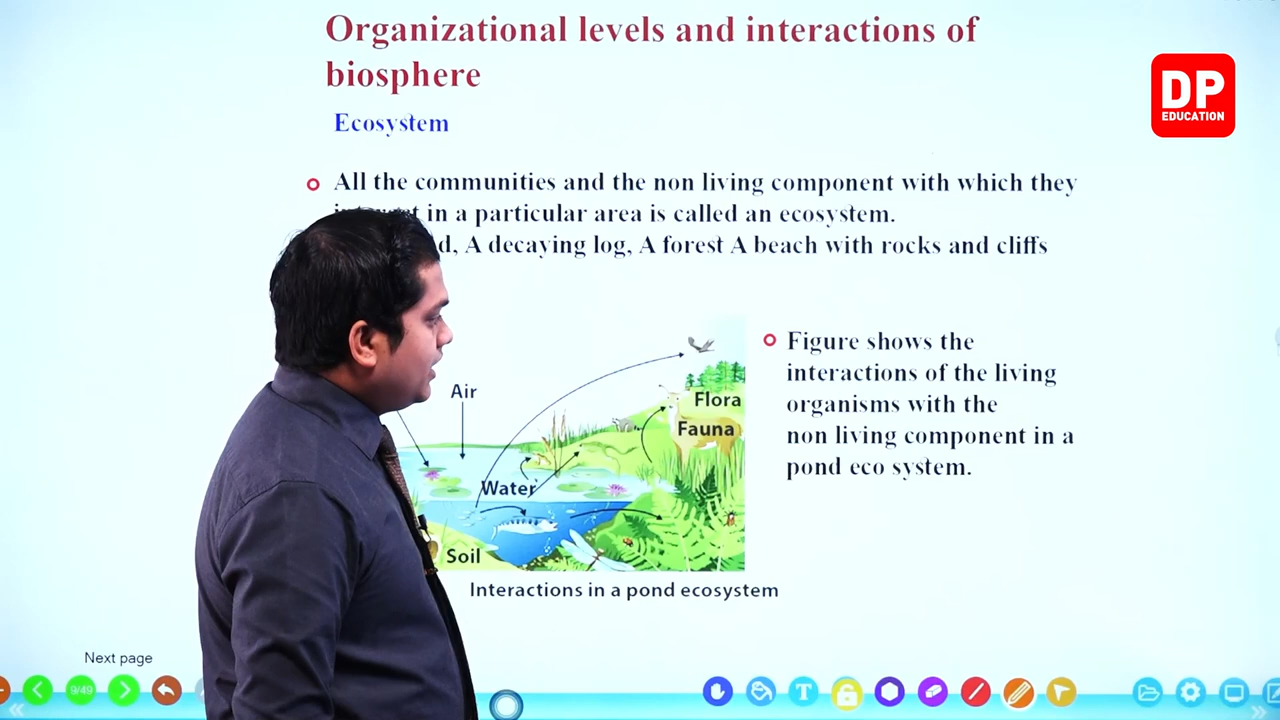 Organizational levels and interactions of
biosphere
DP
EDUCATION
Ecosystem
All the communities and the non living component with which they
in a particular area is called an ecosystem.
A decaying log, A forest A beach with rocks and cliffs
Figure shows the
interactions of the living
organisms with the
non living component in a
pond eco system.
Air
Flora
Fauna
Water
Soil
Interactions in a pond ecosystem
Next page
9/49
T